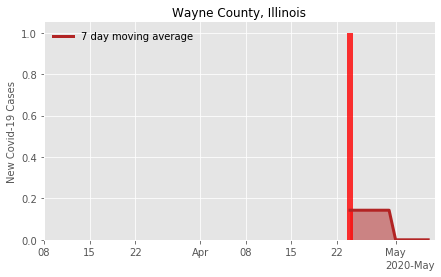 Wayne County, Illinois
7 day moving average
New Covid-19 Cases
1.0
0.8
0.6
0.4
0.2
0.0
08 15 22 Apr 08 15 22 May
2020-May